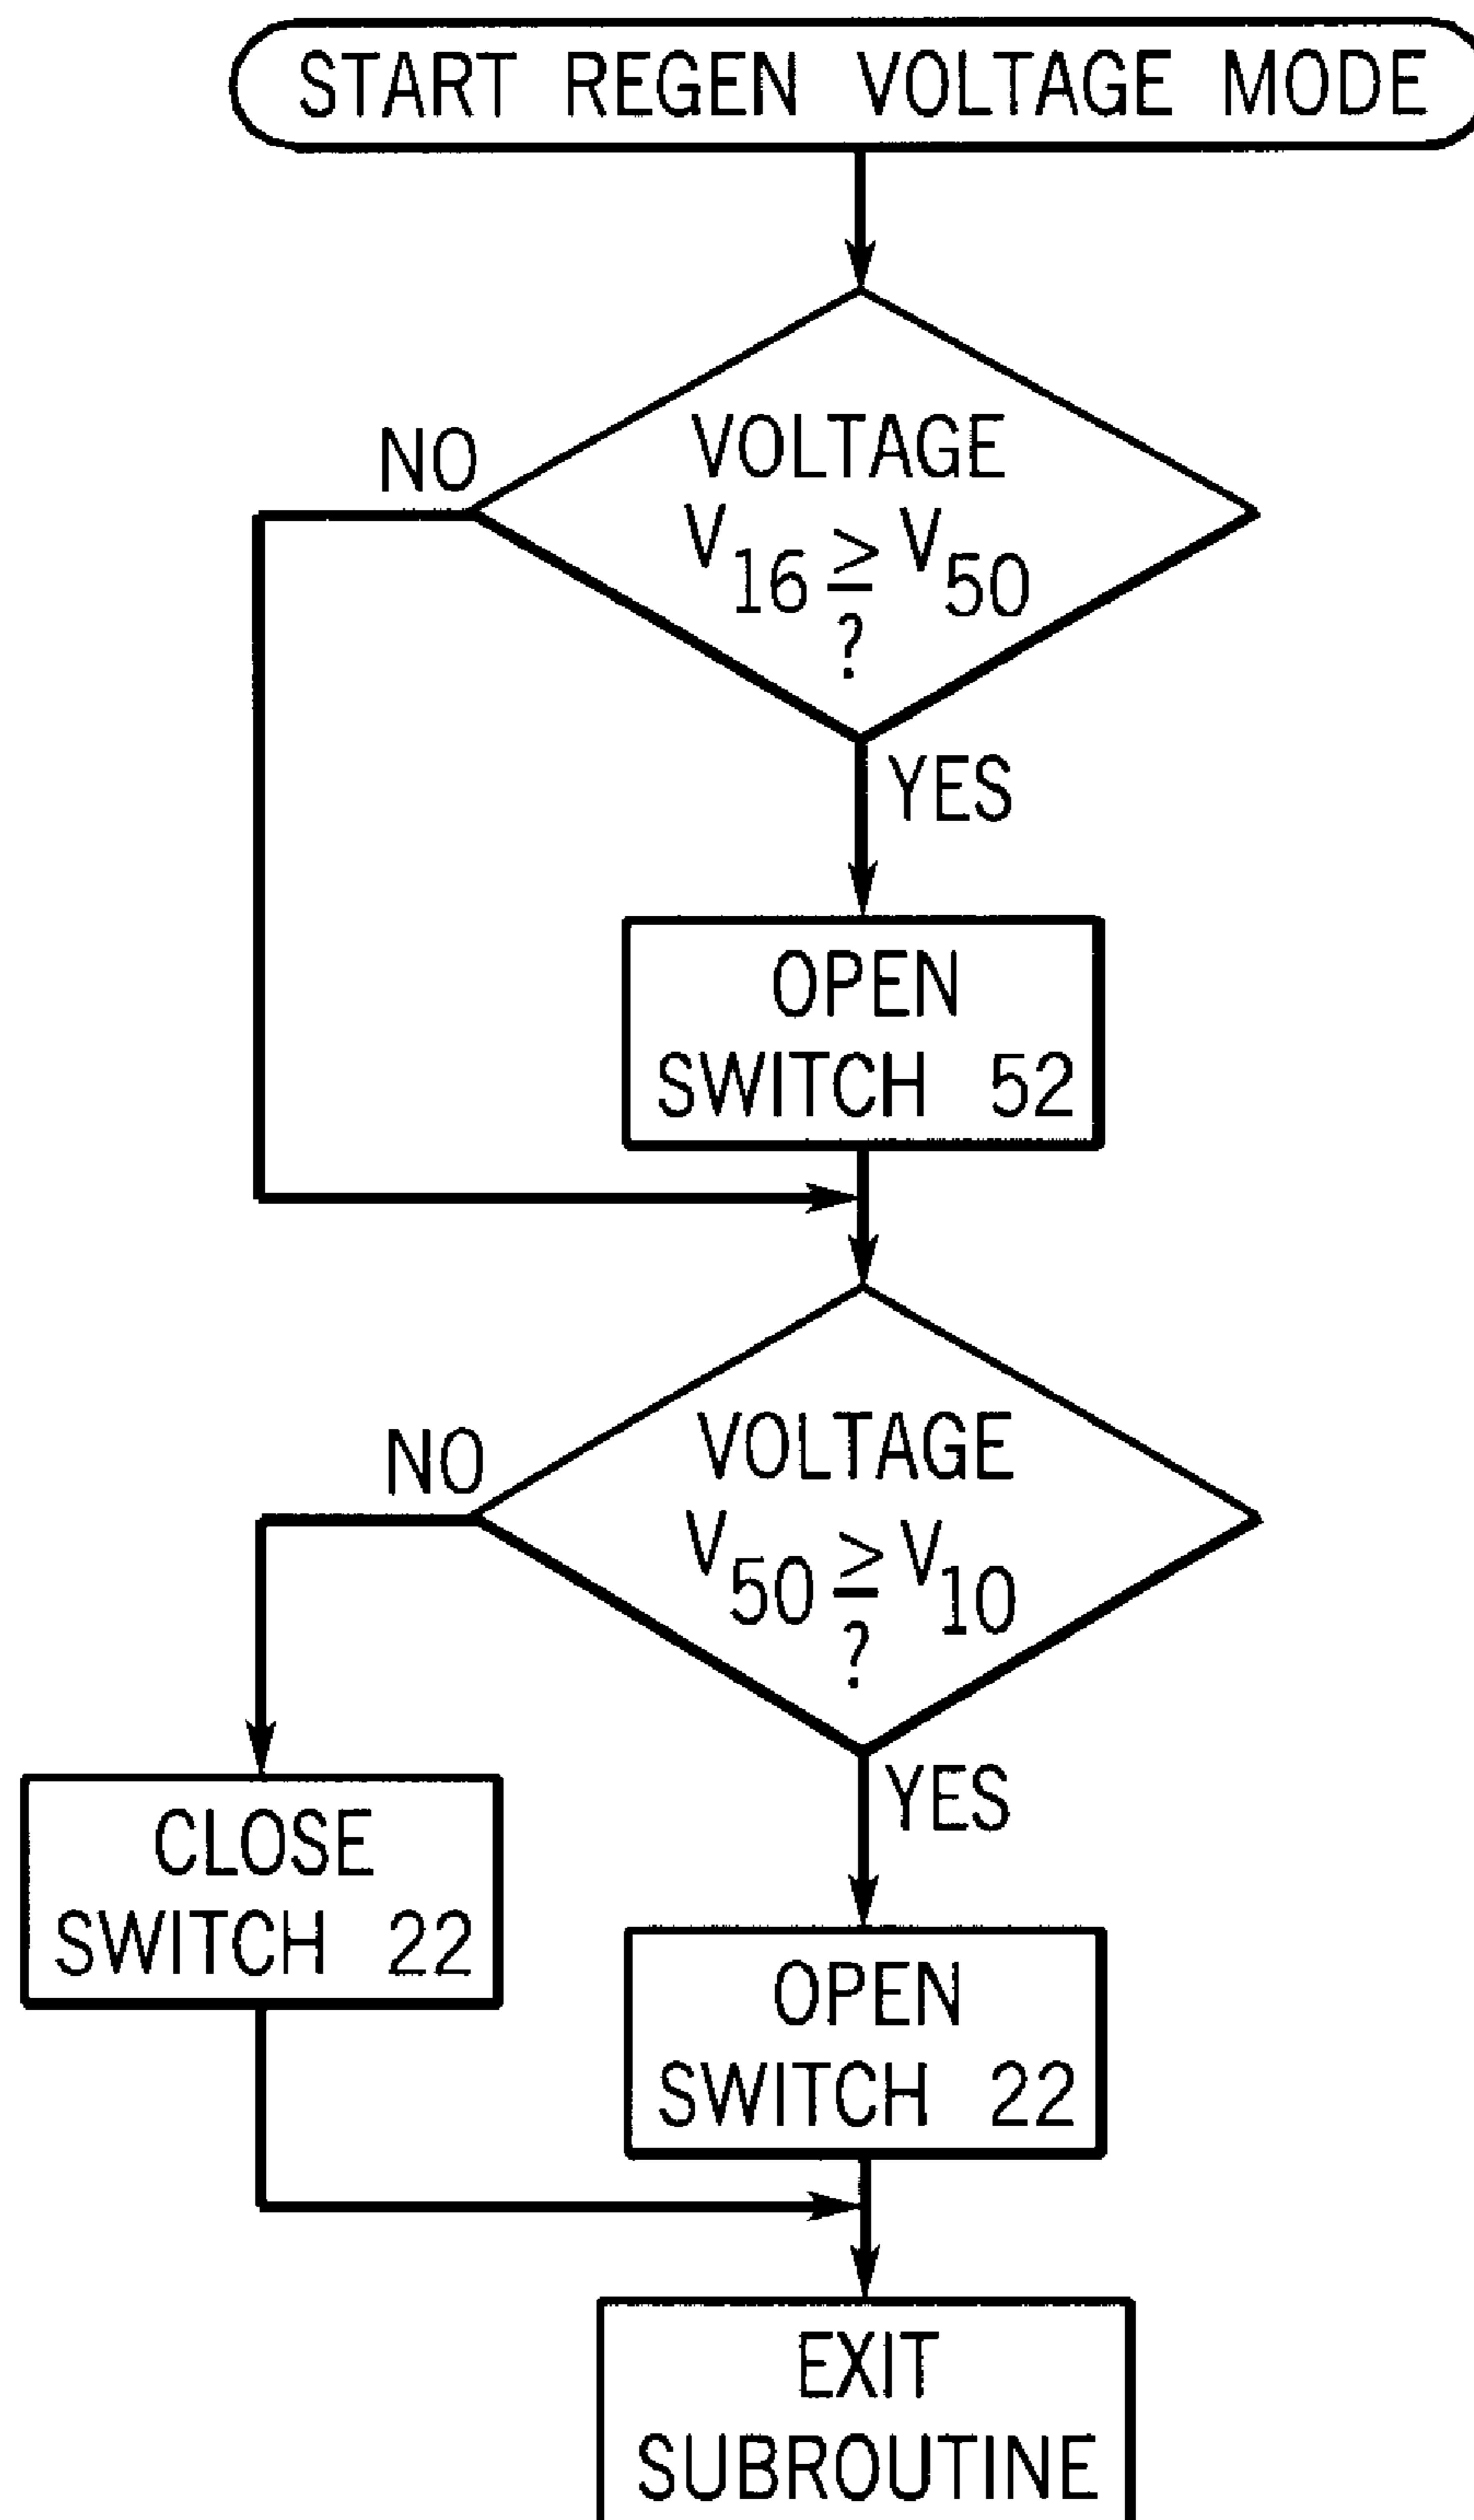 START REGEN VOLTAGE MODE
NO
VOLTAGE
V16 ≥ V50
?
YES
OPEN
SWITCH 52
NO
VOLTAGE
V50 ≥ V10
?
YES
CLOSE
SWITCH 22
OPEN
SWITCH 22
EXIT
SUBROUTINE